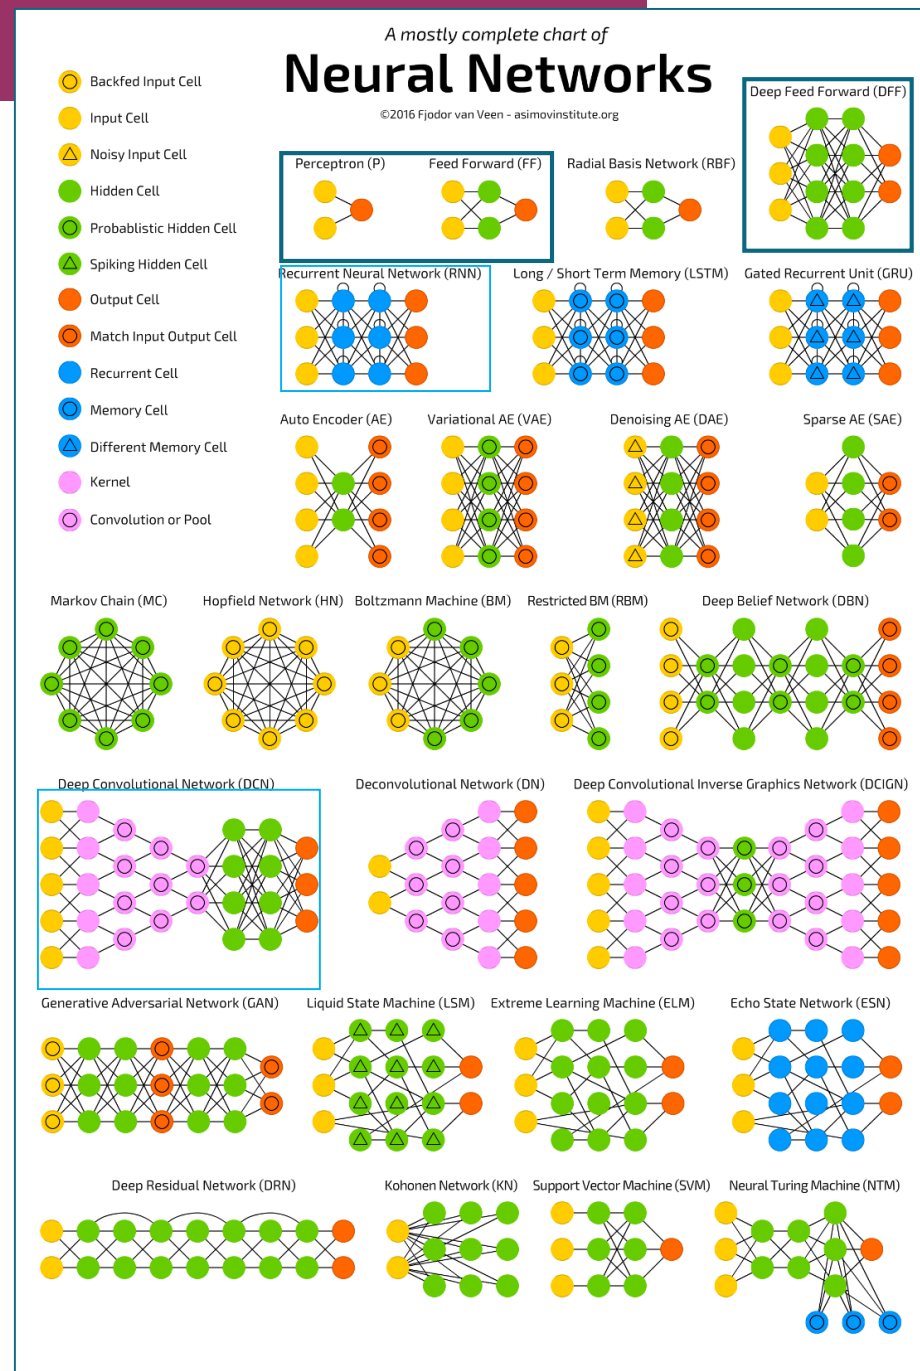 A mostly complete chart of
Neural Networks
©2016 Fjodor van Veen - asimovinstitute.org
Backfed Input Cell
Input Cell
Noisy Input Cell
Hidden Cell
Probablistic Hidden Cell
Spiking Hidden Cell
Output Cell
Match Input Output Cell
Recurrent Cell
Memory Cell
Different Memory Cell
Kernel
Convolution or Pool
Deep Feed Forward (DFF)
Perceptron (P)
Feed Forward (FF)
Radial Basis Network (RBF)
Recurrent Neural Network (RNN)
Long / Short Term Memory (LSTM)
Gated Recurrent Unit (GRU)
Auto Encoder (AE)
Variational AE (VAE)
Denoising AE (DAE)
Sparse AE (SAE)
Markov Chain (MC)
Hopfield Network (HN)
Boltzmann Machine (BM)
Restricted BM (RBM)
Deep Belief Network (DBN)
Deep Convolutional Network (DCN)
Deconvolutional Network (DN)
Deep Convolutional Inverse Graphics Network (DCIGN)
Generative Adversarial Network (GAN)
Liquid State Machine (LSM)
Extreme Learning Machine (ELM)
Echo State Network (ESN)
Deep Residual Network (DRN)
Kohonen Network (KN)
Support Vector Machine (SVM)
Neural Turing Machine (NTM)